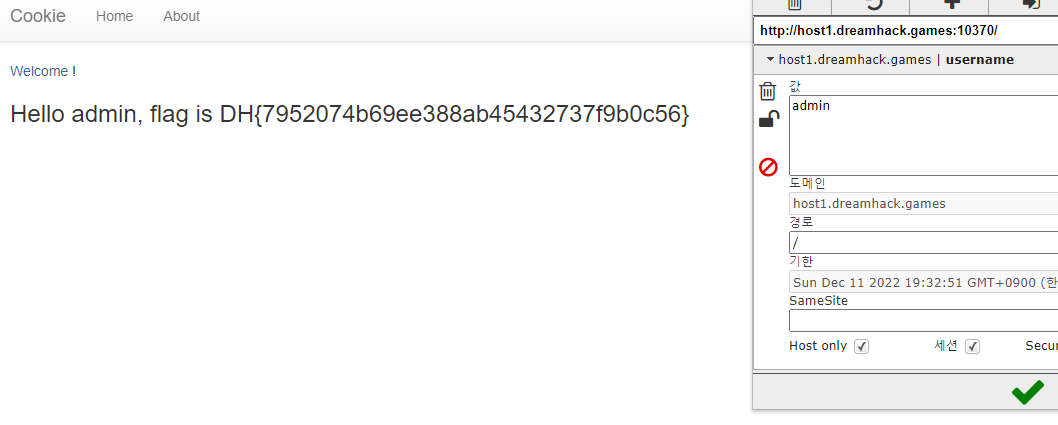 Cookie Home About
Welcome !
Hello admin, flag is DH{7952074b69ee388ab45432737f9b0c56}
http://host1.dreamhack.games:10370/
host1.dreamhack.games | username
값
admin
도메인
host1.dreamhack.games
경로
/
기한
Sun Dec 11 2022 19:32:51 GMT+0900 (한
SameSite
Host only 세션 Secur